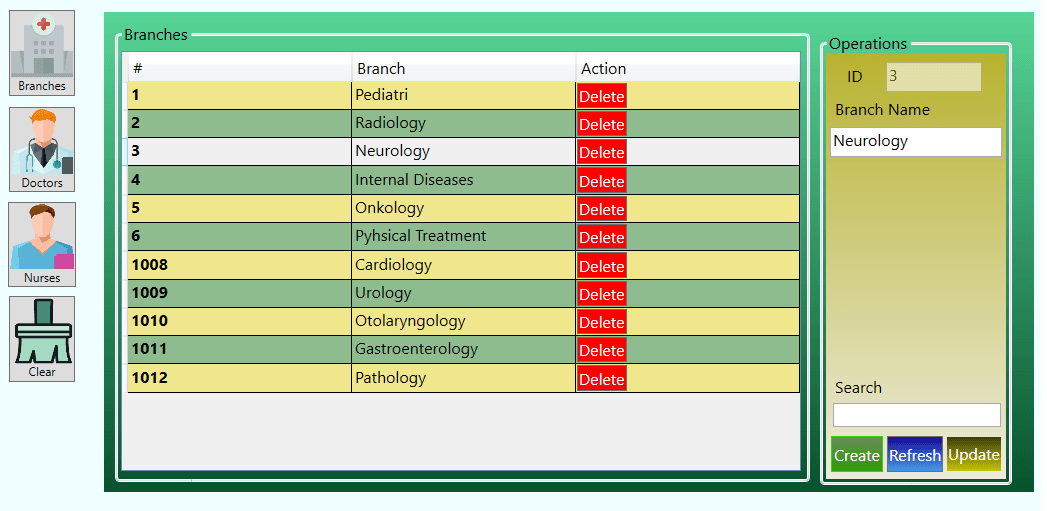 Branches
Doctors
Nurses
Clear
Branches
# Branch Action
1 Pediatri Delete
2 Radiology Delete
3 Neurology Delete
4 Internal Diseases Delete
5 Onkology Delete
6 Pyhsical Treatment Delete
1008 Cardiology Delete
1009 Urology Delete
1010 Otolaryngology Delete
1011 Gastroenterology Delete
1012 Pathology Delete
Operations
ID 3
Branch Name
Neurology
Search
Create Refresh Update